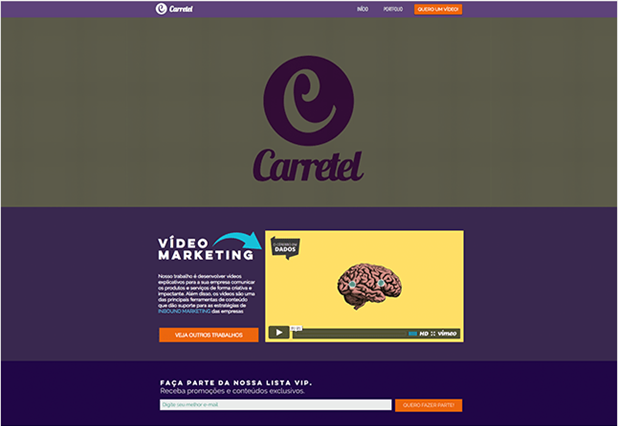 Carretel
INÍCIO PORTFOLIO QUERO UM VÍDEO!
Carretel
VÍDEO
MARKETING
Nosso trabalho é desenvolver vídeos
explicativos para a sua empresa comunicar
os produtos e serviços de forma criativa e
impactante. Além disso, os vídeos são uma
das principais ferramentas de conteúdo
que dão suporte para as estratégias de
INBOUND MARKETING das empresas
VEJA OUTROS TRABALHOS
DADOS
HD vimeo
FAÇA PARTE DA NOSSA LISTA VIP.
Receba promoções e conteúdos exclusivos.
Digite seu melhor e-mail
QUERO FAZER PARTE!